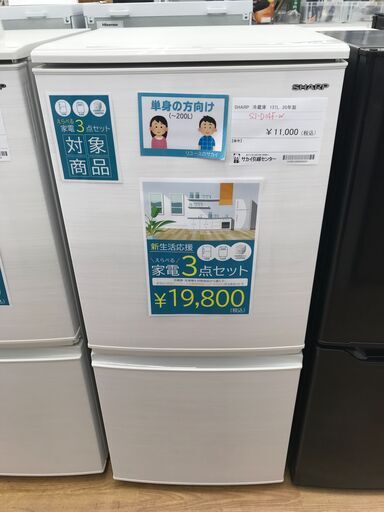 Hisense
SHARP
えらべる
家電3点セット
対象
商品
単身の方向け
(~200L)
リユースのサカイ
SHARP 冷蔵庫 137L 20年製
SJ-D14F-W
¥11,000(税込)
サカイ引越センター
新生活応援
えらべる
家電3点セット
¥19,800
(税込)